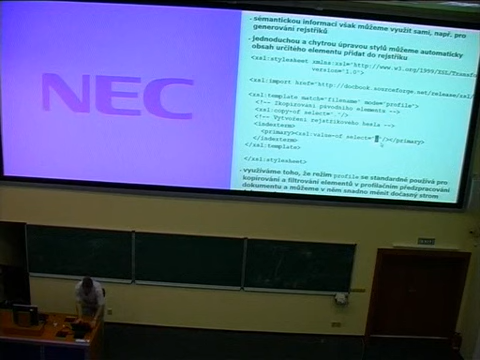 NEC
- sémantickou informaci však můžeme využít sami, např. pro
generování rejstříků
- jednoduchou a chytrou úpravou stylů můžeme automaticky
obsah určitého elementu přidat do rejstříku
<xsl:stylesheet xmlns:xsl="http://www.w3.org/1999/XSL/Transfo
version="1.0">
<xsl:import href="http://docbook.sourceforge.net/release/xsl/
<xsl:template match="filename" mode="profile">
<!-- Zkopírování původního elementu -->
<xsl:copy-of select="."/>
<!-- Vytvoření rejstříkového hesla -->
<indexterm>
<primary><xsl:value-of select="."/></primary>
</indexterm>
</xsl:template>
</xsl:stylesheet>
- využíváme toho, že režim profile se standardně používá pro
kopírování a filtrování elementů v profilačním předzpracování
dokumentu a můžeme v něm snadno měnit dočasný strom